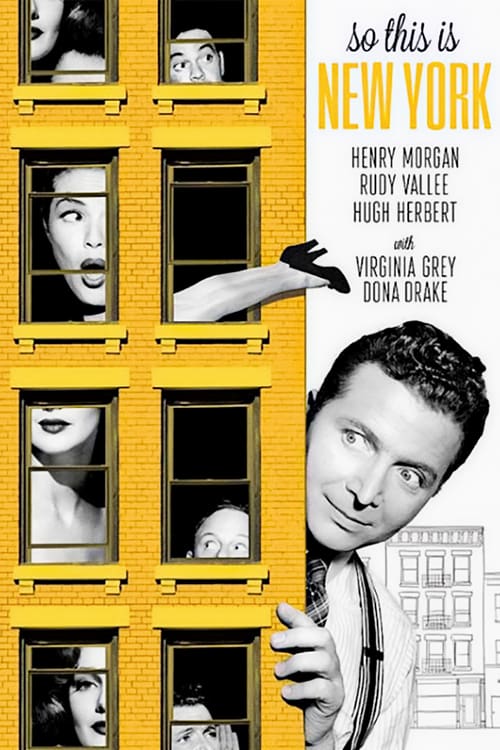 so this is
NEW YORK
HENRY MORGAN
RUDY VALLEE
HUGH HERBERT
with
VIRGINIA GREY
DONA DRAKE